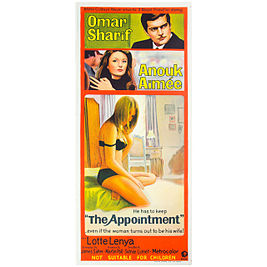 Omar
Sharif
Anouk
Aimée
He has to keep
"The Appointment"
...even if the woman turns out to be his wife!
Lotte Lenya
Metrocolor
NOT SUITABLE FOR CHILDREN